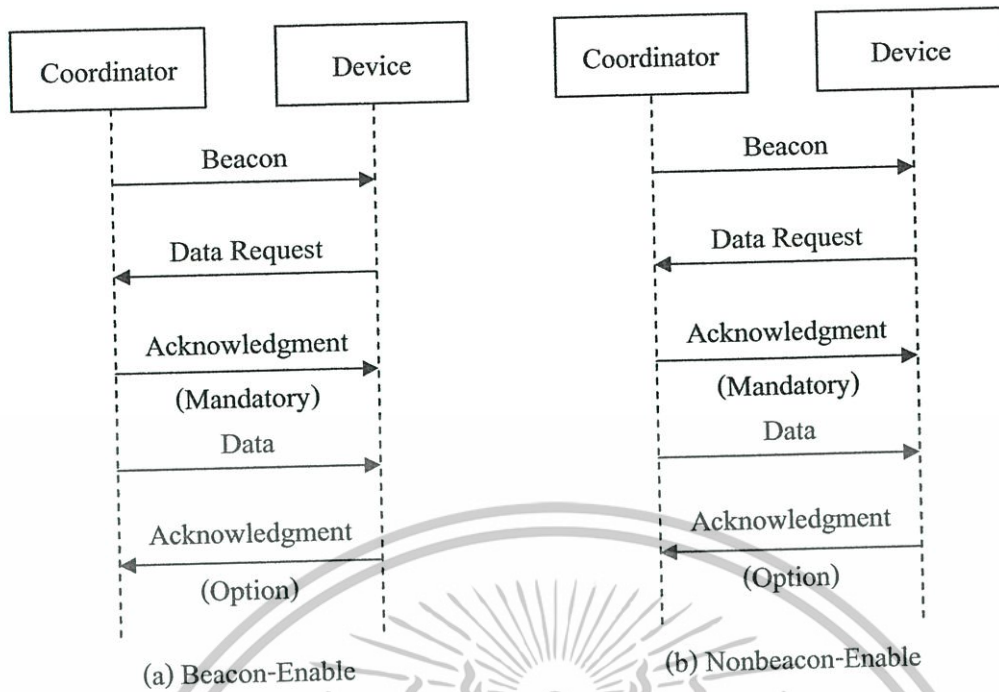 Coordinator
Device
Beacon
Data Request
Acknowledgment
(Mandatory)
Data
Acknowledgment
(Option)
(a) Beacon-Enable
Coordinator
Device
Beacon
Data Request
Acknowledgment
(Mandatory)
Data
Acknowledgment
(Option)
(b) Nonbeacon-Enable